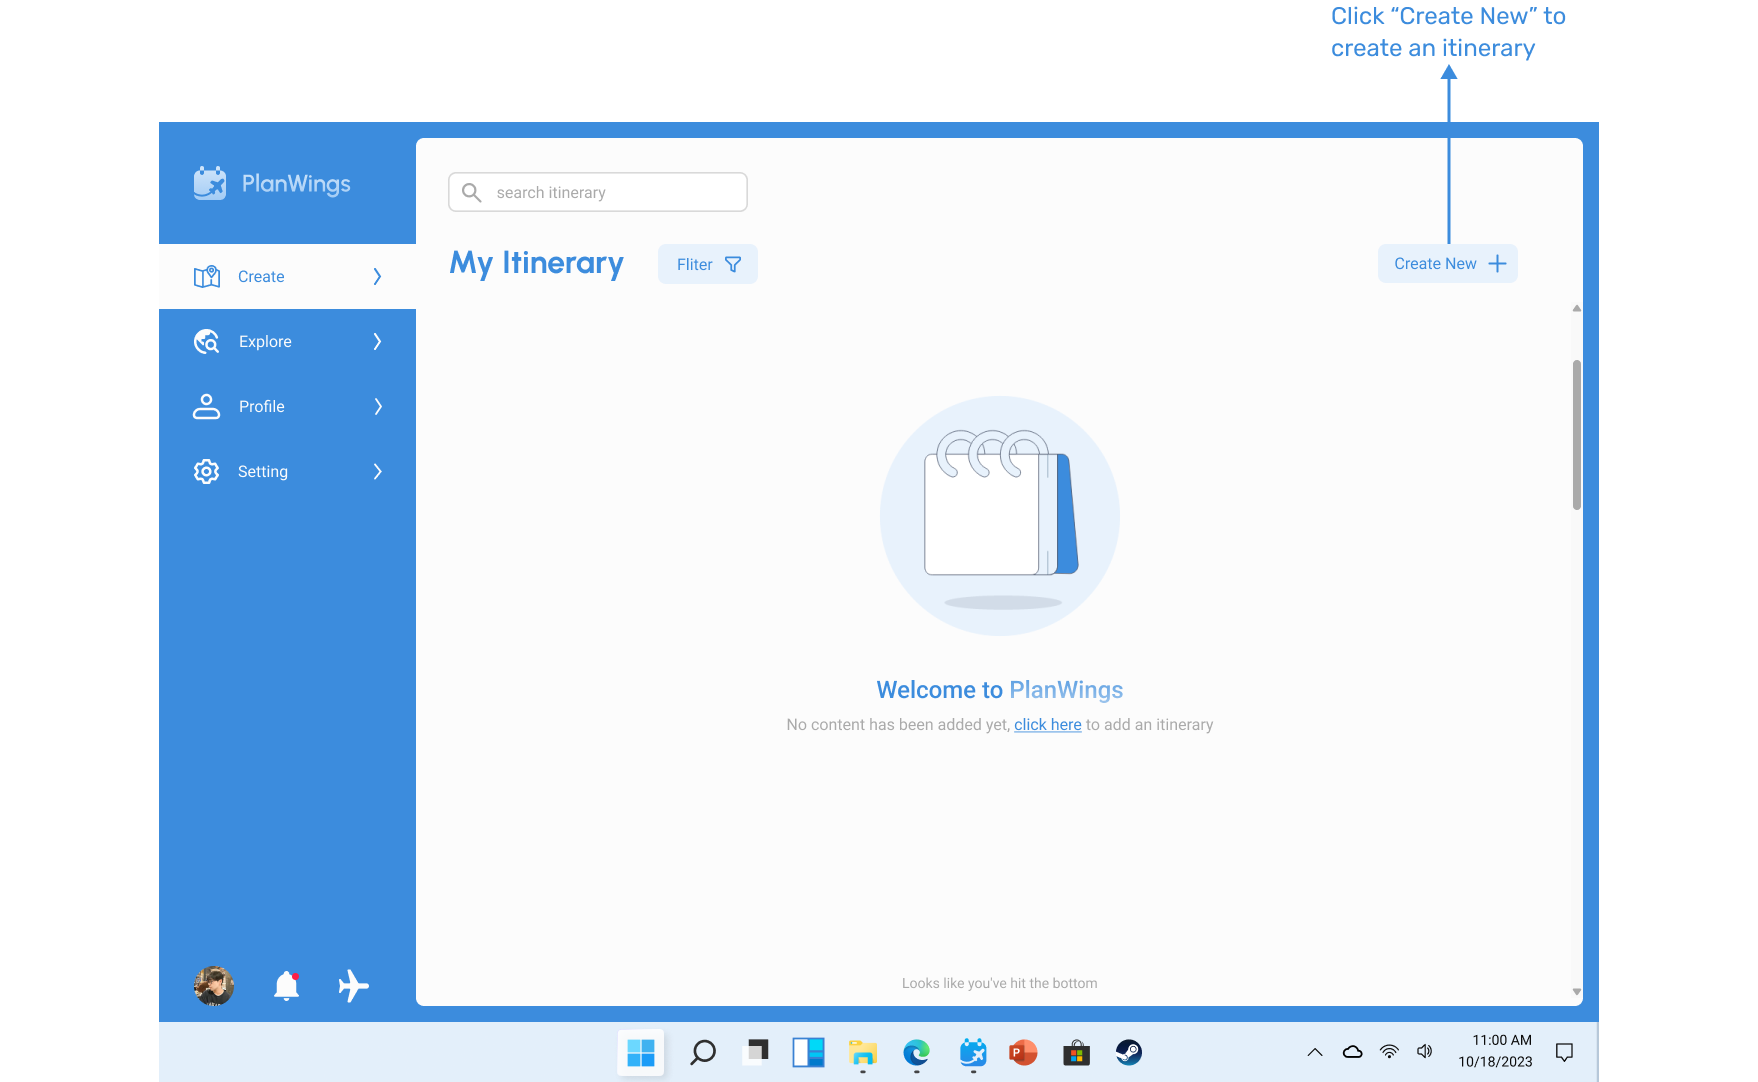 Click “Create New” to
create an itinerary
PlanWings
search itinerary
My Itinerary
Fliter
Create New
Create
Explore
Profile
Setting
Welcome to PlanWings
No content has been added yet, click here to add an itinerary
Looks like you've hit the bottom
P
11:00 AM
10/18/2023